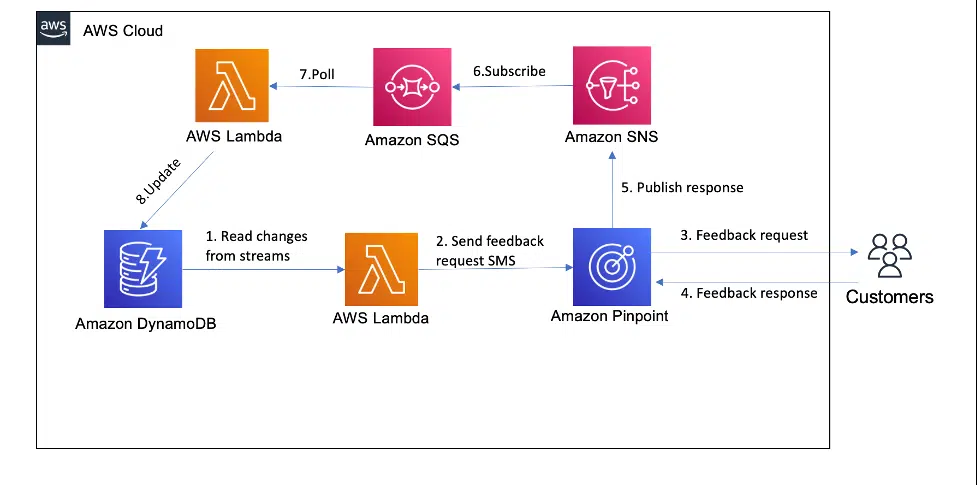 aws
AWS Cloud
7.Poll
6.Subscribe
AWS Lambda
Amazon SQS
Amazon SNS
8.Update
5. Publish response
1. Read changes
from streams
2. Send feedback
request SMS
3. Feedback request
4. Feedback response
Customers
Amazon DynamoDB
AWS Lambda
Amazon Pinpoint